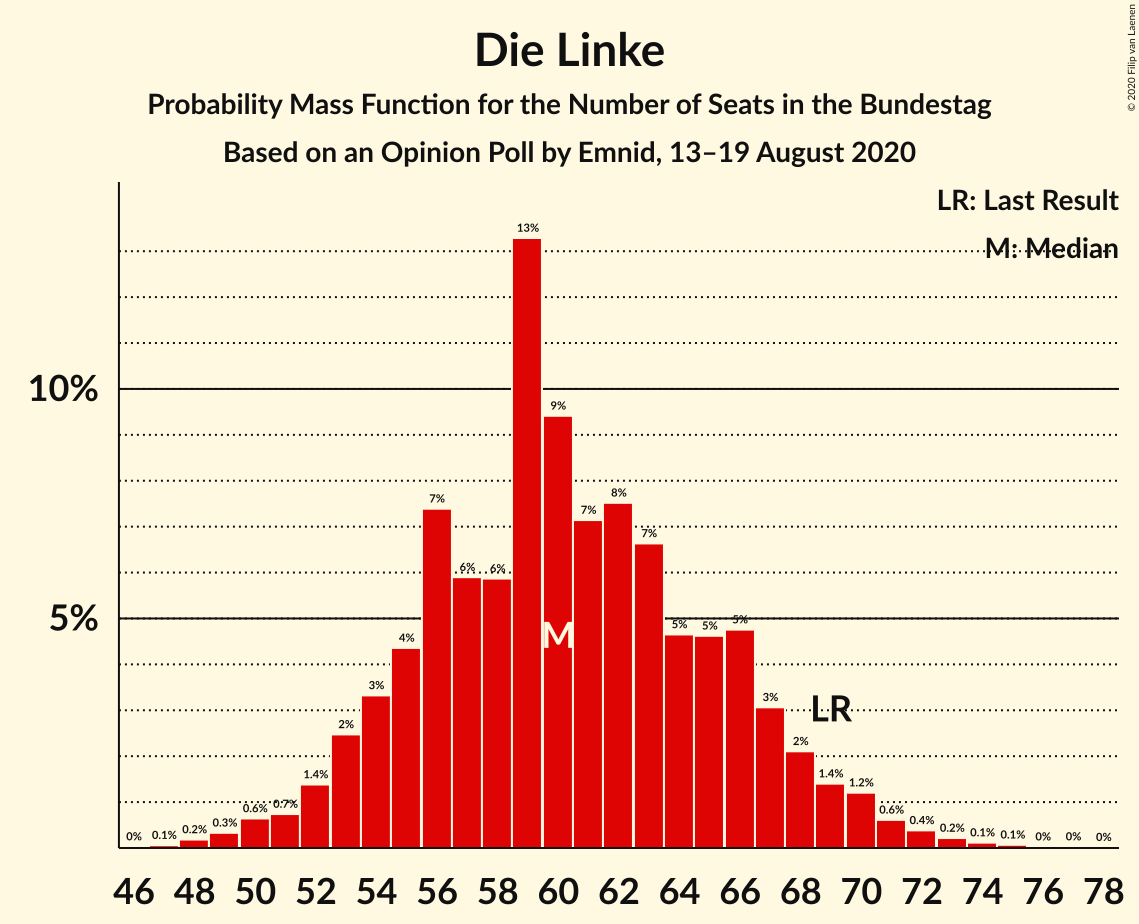 Die Linke
Probability Mass Function for the Number of Seats in the Bundestag
Based on an Opinion Poll by Emnid, 13–19 August 2020
© 2020 Filip van Laenen
LR: Last Result
M: Median
10%
5%
0% 0.1% 0.2% 0.3% 0.6% 0.7% 1.4% 2% 3% 4% 7% 6% 6% 13% 9% 7% 8% 7% 5% 5% 5% 3% 2% 1.4% 1.2% 0.6% 0.4% 0.2% 0.1% 0.1% 0% 0% 0%
M
LR
46 48 50 52 54 56 58 60 62 64 66 68 70 72 74 76 78